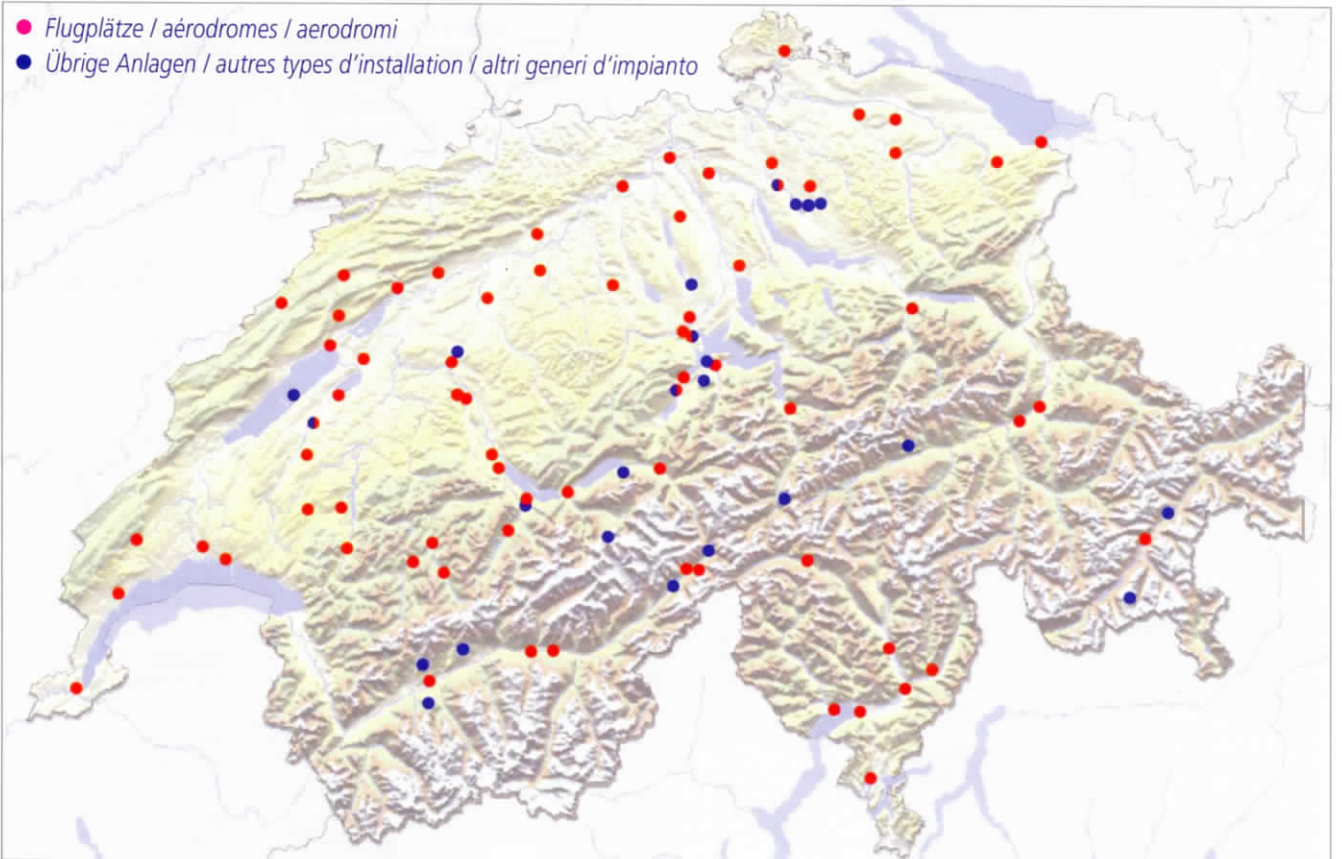 Flugplätze / aérodromes / aerodromi
Übrige Anlagen / autres types d'installation / altri generi d'impianto